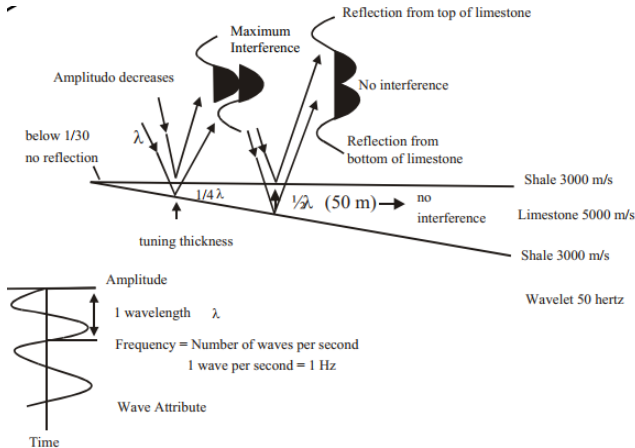 Reflection from top of limestone
Maximum
Interference
Amplitudo decreases
No interference
λ
below 1/30
no reflection
Reflection from
bottom of limestone
Shale 3000 m/s
1/4 λ
½λ (50 m)
no
interference
Limestone 5000 m/s
tuning thickness
Shale 3000 m/s
Amplitude
Wavelet 50 hertz
1 wavelength λ
Frequency = Number of waves per second
1 wave per second = 1 Hz
Wave Attribute
Time